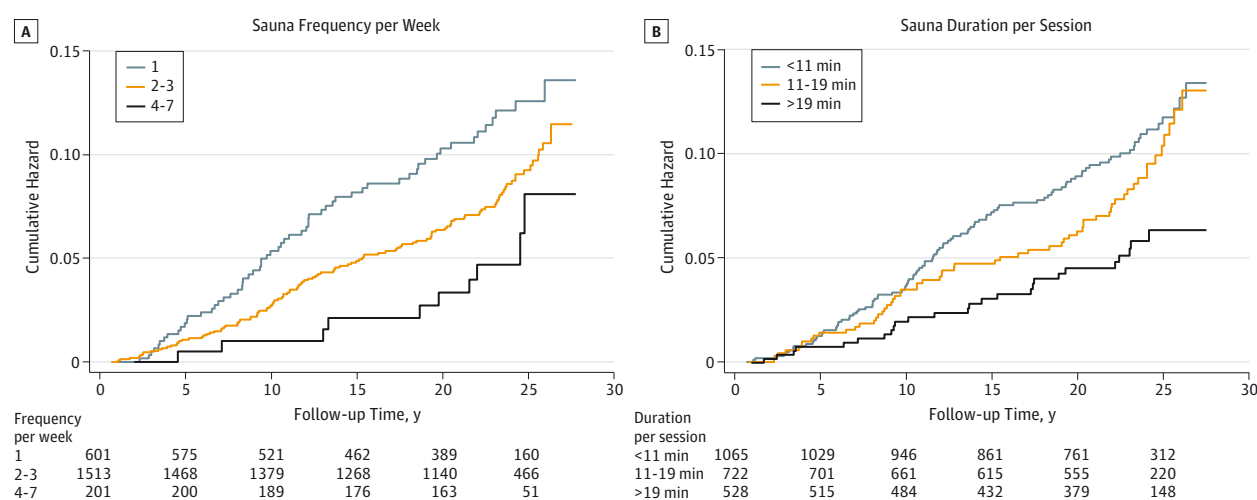 A
Sauna Frequency per Week
0.15
0.10
0.05
0
Cumulative Hazard
1
2-3
4-7
0 5 10 15 20 25 30
Follow-up Time, y
Frequency
per week
1 601 575 521 462 389 160
2-3 1513 1468 1379 1268 1140 466
4-7 201 200 189 176 163 51
B
Sauna Duration per Session
0.15
0.10
0.05
0
Cumulative Hazard
<11 min
11-19 min
>19 min
0 5 10 15 20 25 30
Follow-up Time, y
Duration
per session
<11 min 1065 1029 946 861 761 312
11-19 min 722 701 661 615 555 220
>19 min 528 515 484 432 379 148